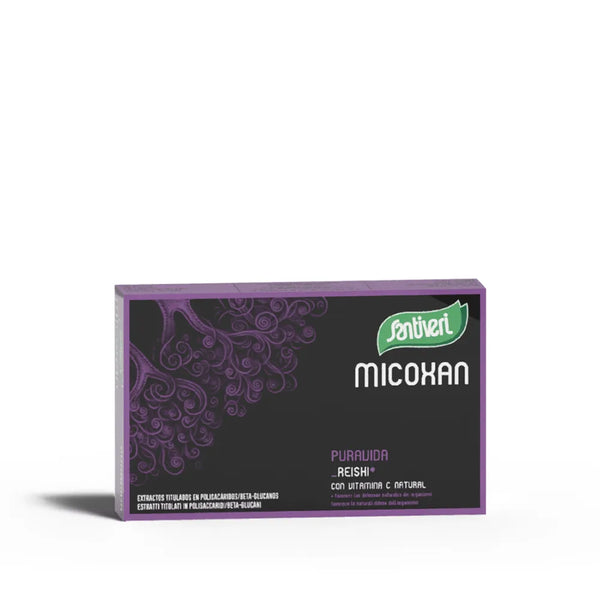 Santiveri
MICOXAN
PURAVIDA
...REISHI*
CON VITAMINA C NATURAL
EXTRACTOS TITULADOS EN POLISACÁRIDOS/BETA-GLUCANOS
ESTRATTI TITOLATI IN POLISACCARIDI/BETA-GLUCANI